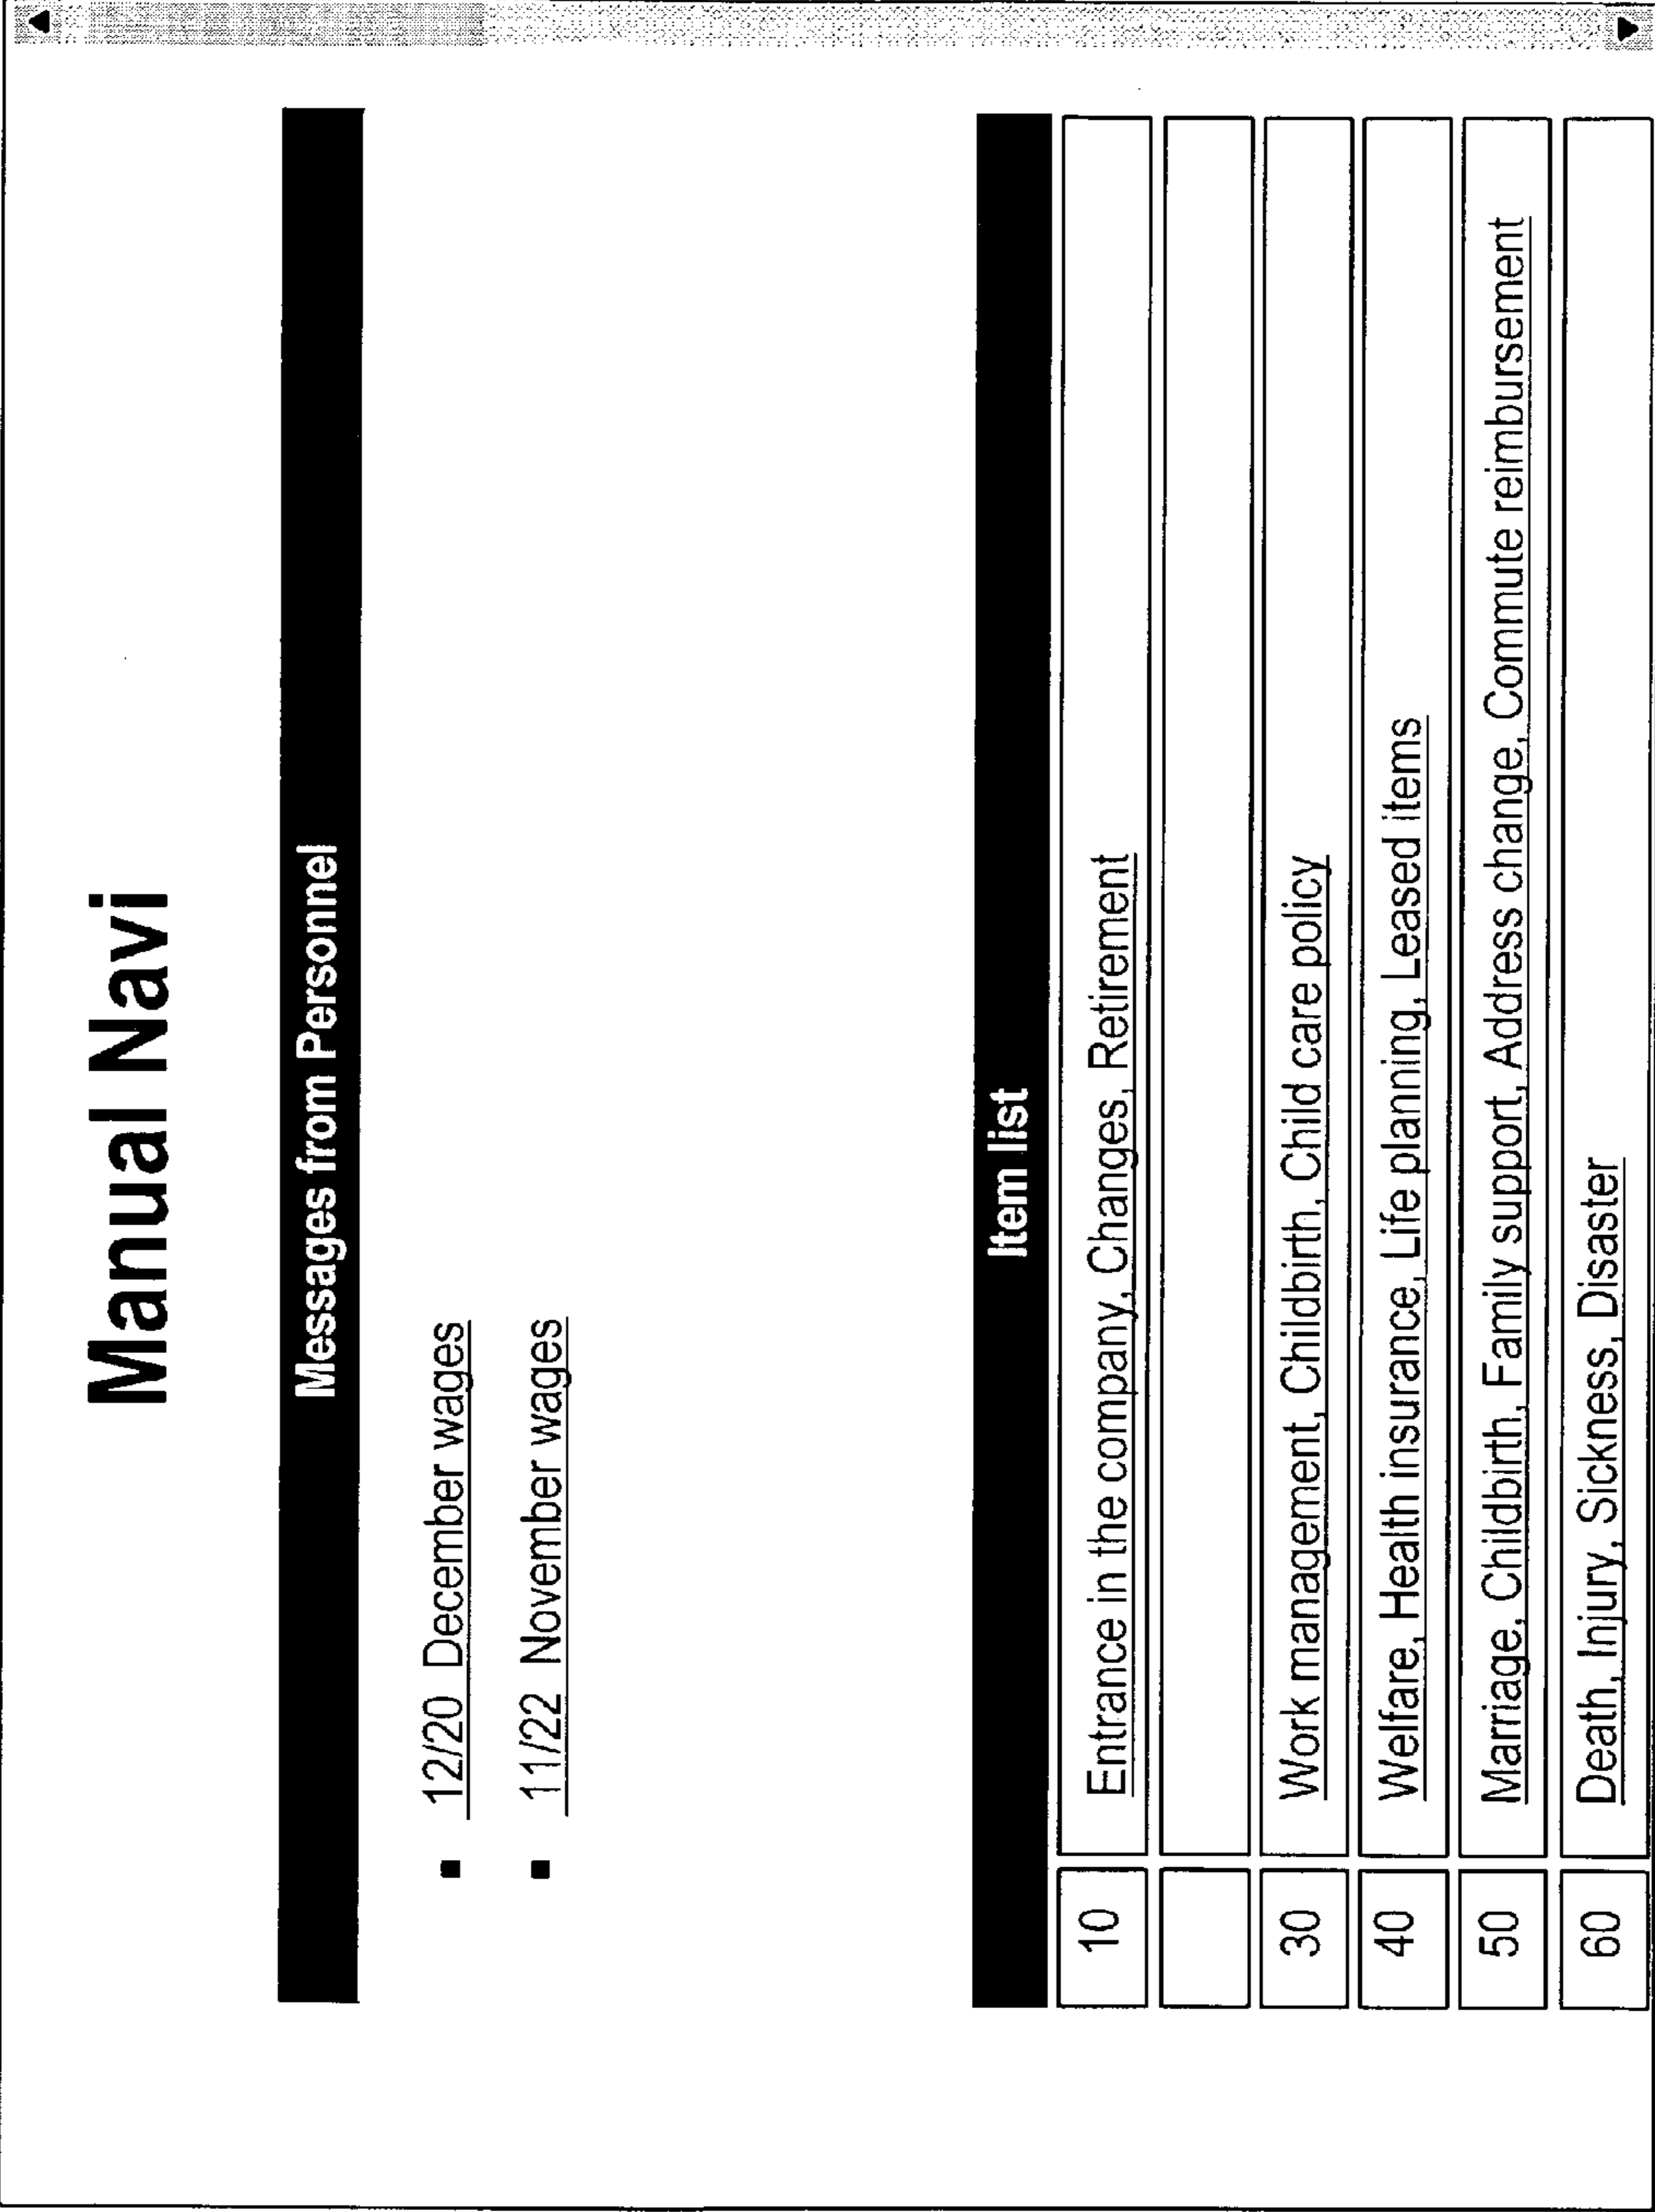 Manual Navi
Messages from Personnel
▪ 12/20 December wages
▪ 11/22 November wages
Item list
10 Entrance in the company, Changes, Retirement
30 Work management, Childbirth, Child care policy
40 Welfare, Health insurance, Life planning, Leased items
50 Marriage, Childbirth, Family support, Address change, Commute reimbursement
60 Death, Injury, Sickness, Disaster